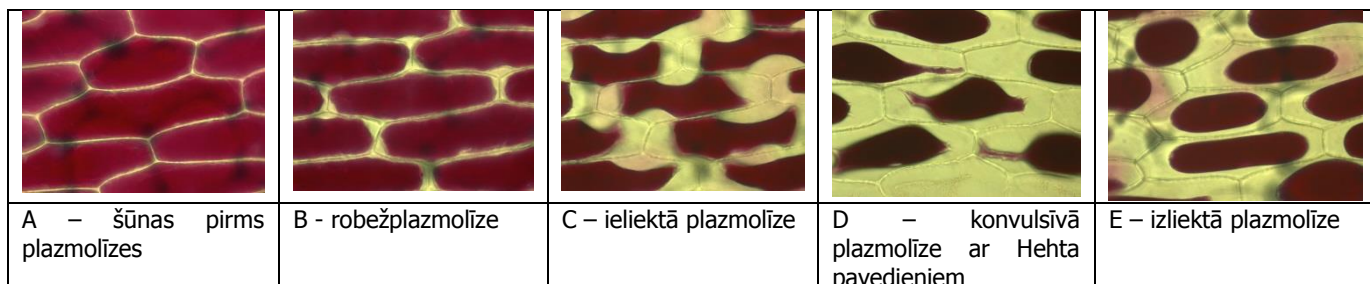 A – šūnas pirms
plazmolīzes
B - robežplazmolīze
C – ieliektā plazmolīze
D – konvulsīvā
plazmolīze ar Hehta
pavedieniem
E – izliektā plazmolīze